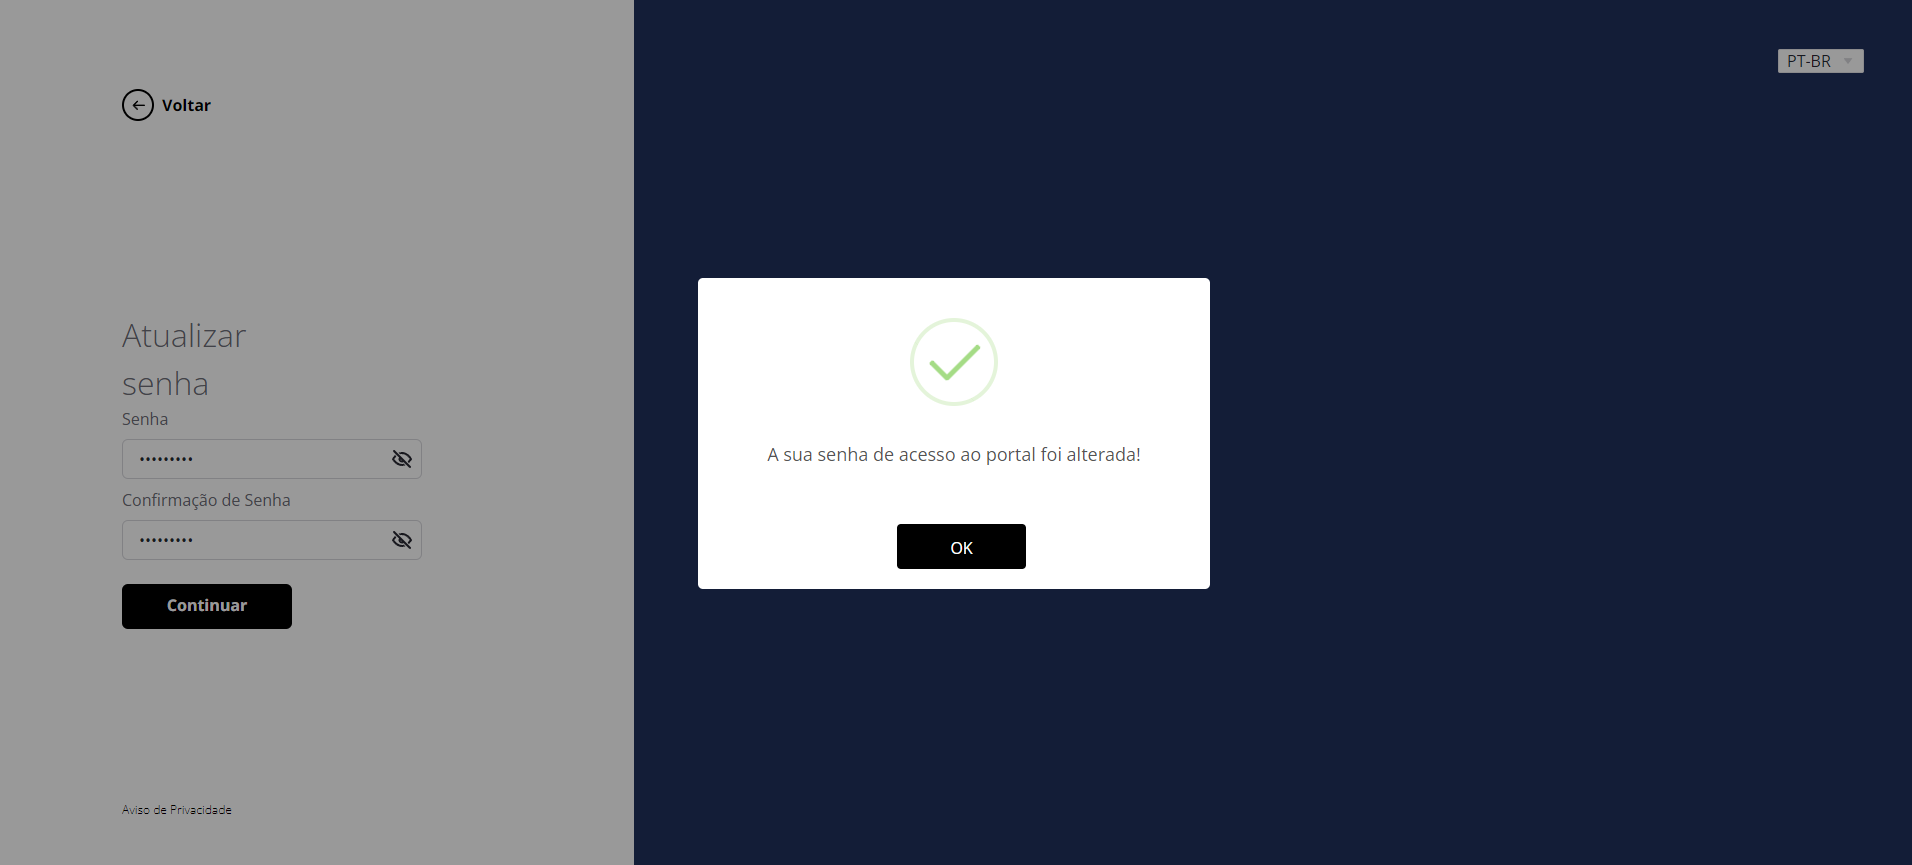 PT-BR
Voltar
Atualizar
senha
Senha
•••••••••
Confirmação de Senha
•••••••••
Continuar
Aviso de Privacidade
A sua senha de acesso ao portal foi alterada!
OK